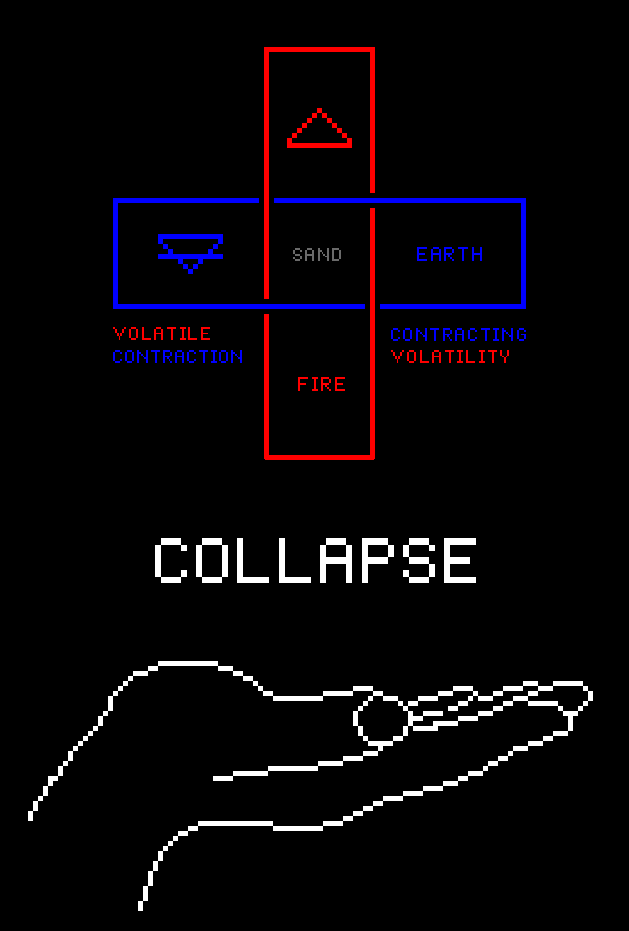 SAND
EARTH
VOLATILE
CONTRACTION
CONTRACTING
VOLATILITY
FIRE
COLLAPSE